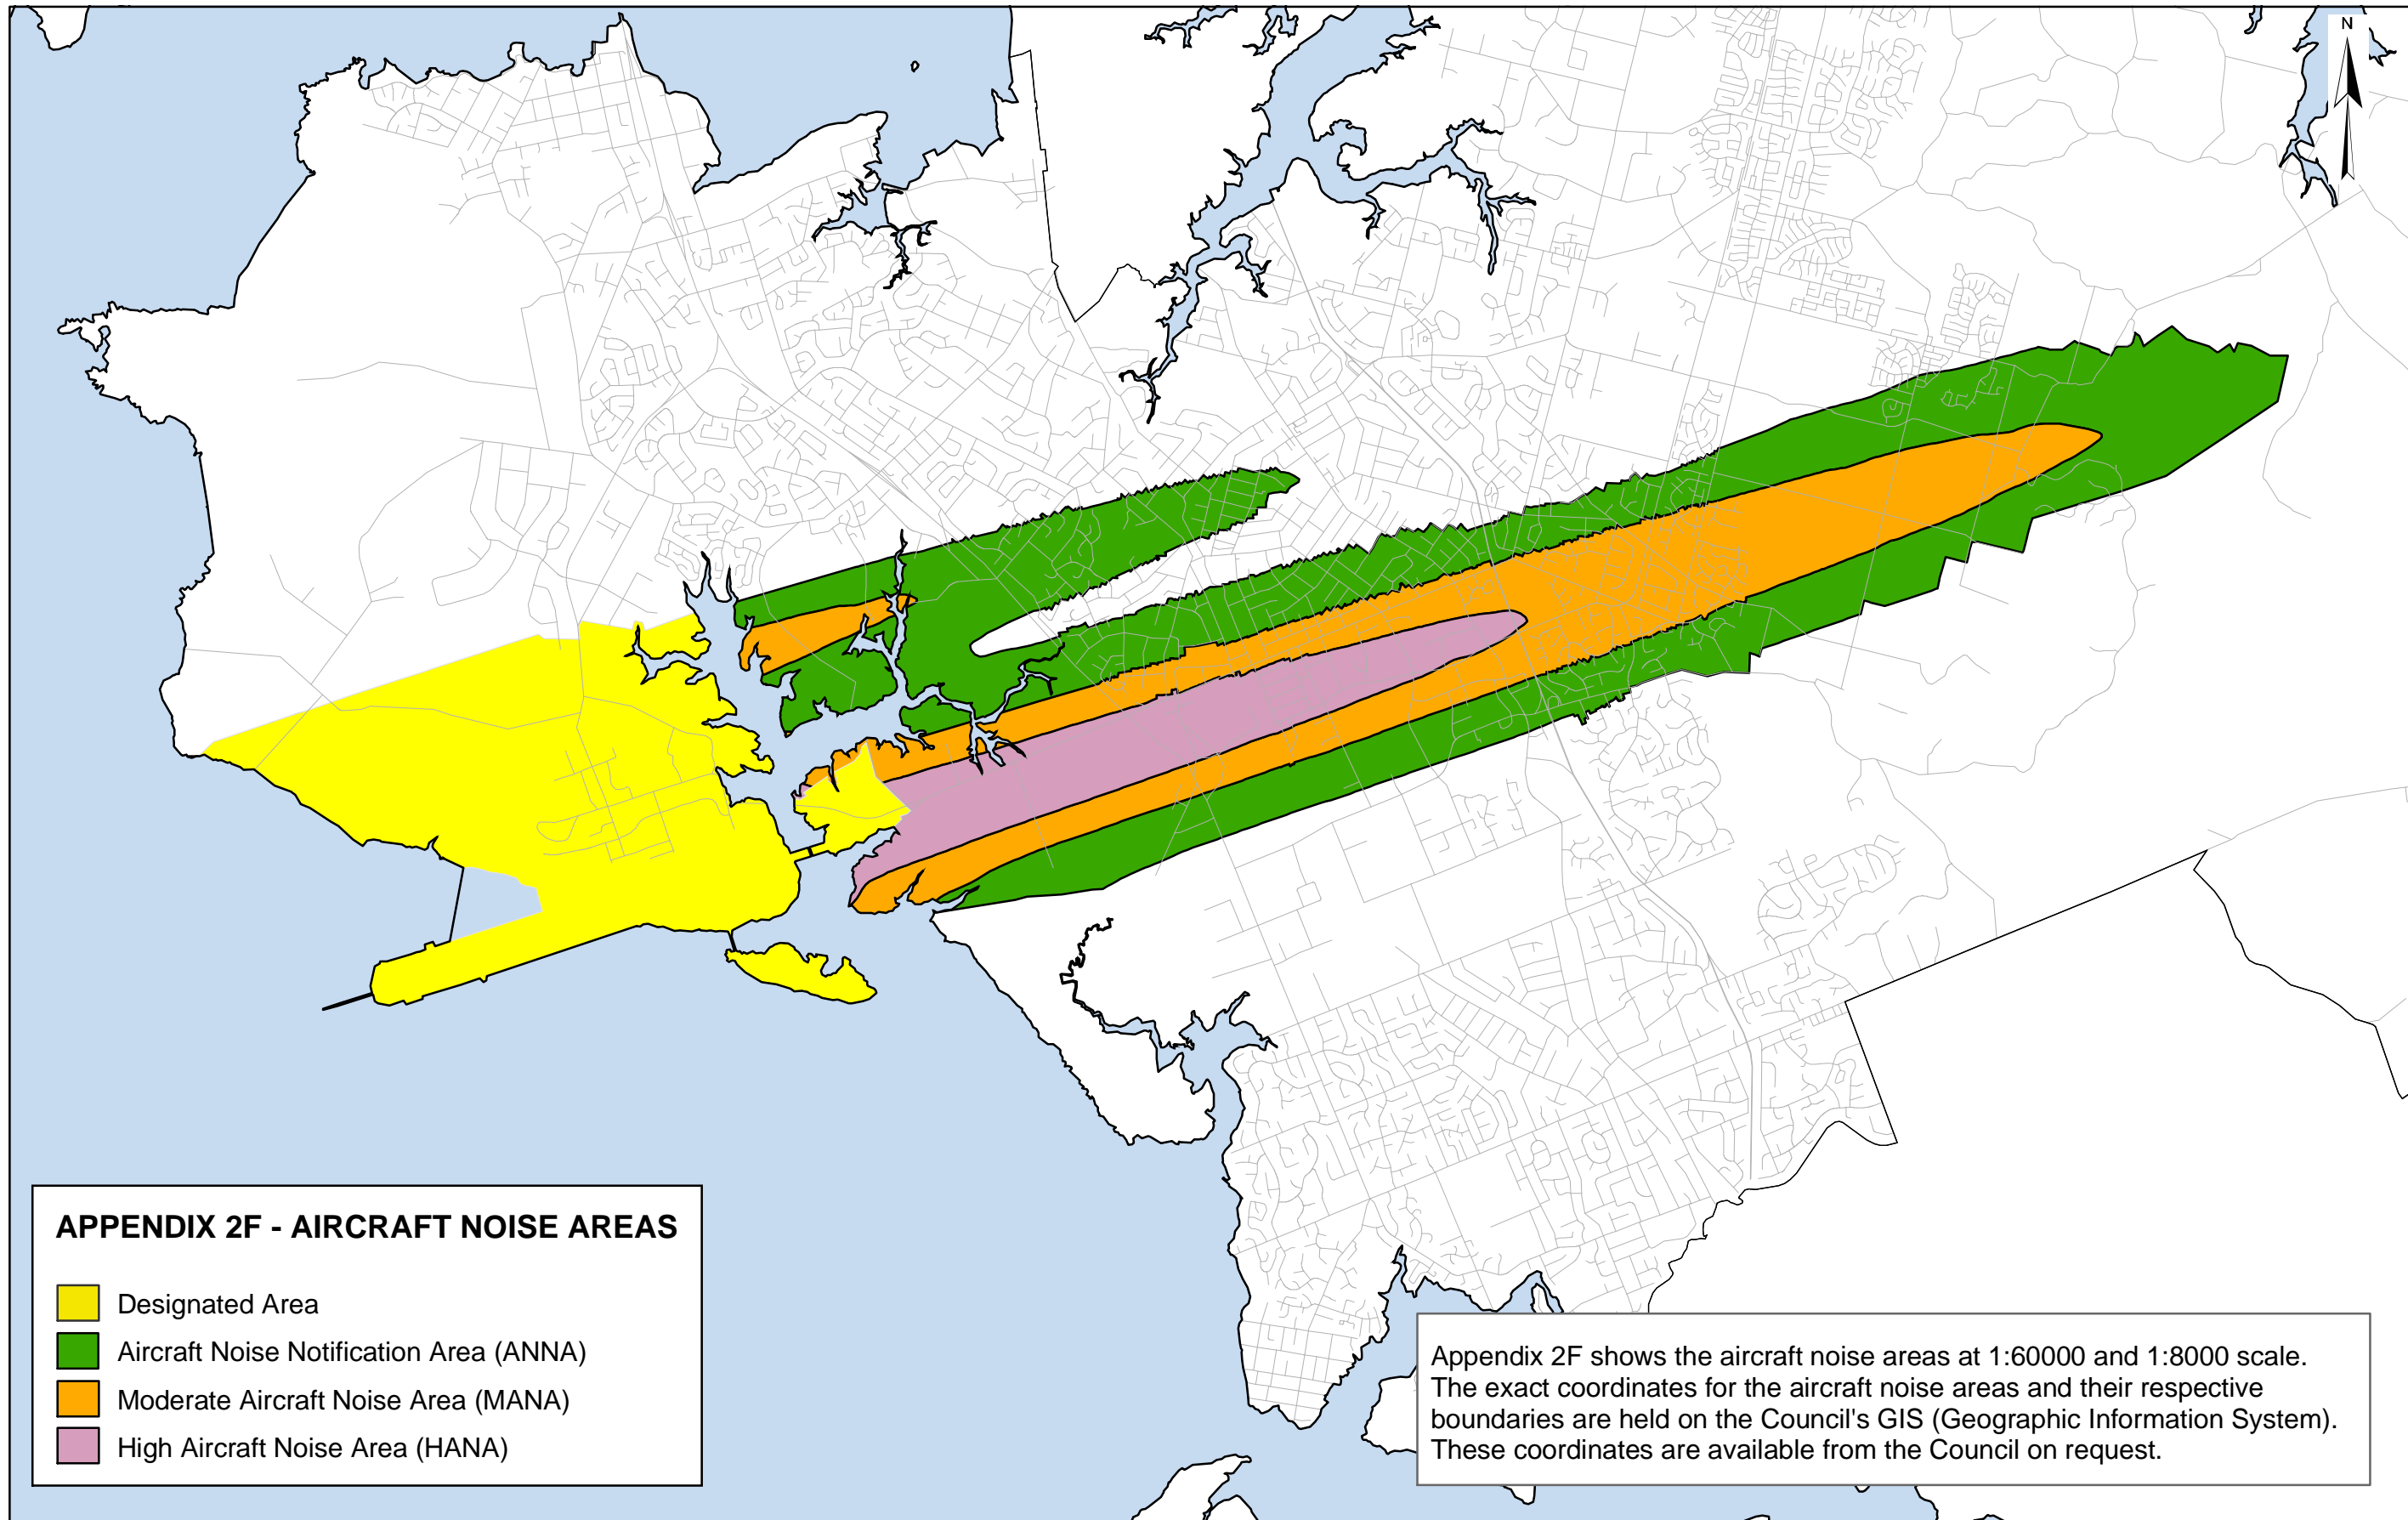 N
APPENDIX 2F - AIRCRAFT NOISE AREAS
Designated Area
Aircraft Noise Notification Area (ANNA)
Moderate Aircraft Noise Area (MANA)
High Aircraft Noise Area (HANA)
Appendix 2F shows the aircraft noise areas at 1:60000 and 1:8000 scale.
The exact coordinates for the aircraft noise areas and their respective
boundaries are held on the Council's GIS (Geographic Information System).
These coordinates are available from the Council on request.